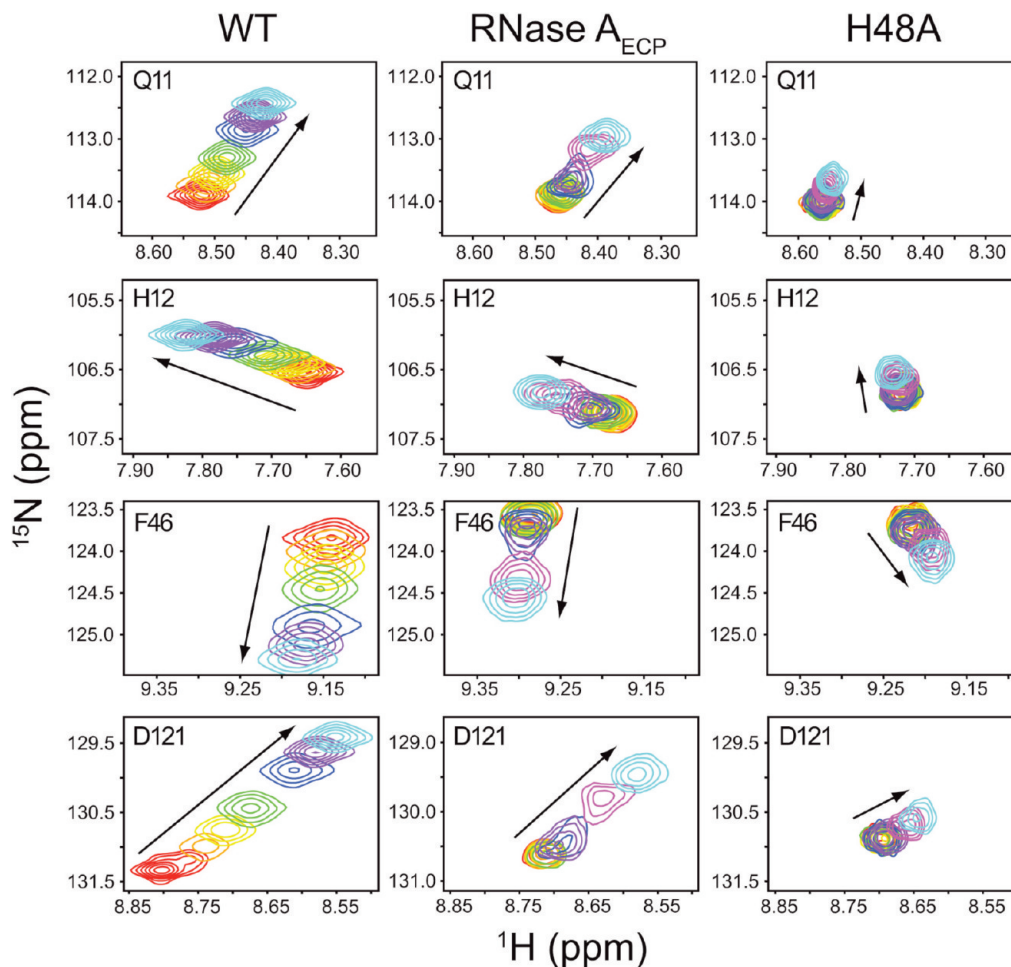 WT RNase A_ECP H48A
Q11 Q11 Q11
112.0 112.0 112.0
113.0 113.0 113.0
114.0 114.0 114.0
8.60 8.50 8.40 8.30 8.60 8.50 8.40 8.30 8.60 8.50 8.40 8.30
H12 H12 H12
105.5 105.5 105.5
106.5 106.5 106.5
107.5 107.5 107.5
7.90 7.80 7.70 7.60 7.90 7.80 7.70 7.60 7.90 7.80 7.70 7.60
F46 F46 F46
123.5 123.5 123.5
124.0 124.0 124.0
124.5 124.5 124.5
125.0 125.0 125.0
9.35 9.25 9.15 9.35 9.25 9.15 9.35 9.25 9.15
D121 D121 D121
129.5 129.0 129.5
130.5 130.0 130.5
131.5 131.0 131.5
8.85 8.75 8.65 8.55 8.85 8.75 8.65 8.55 8.85 8.75 8.65 8.55
¹⁵N (ppm)
¹H (ppm)